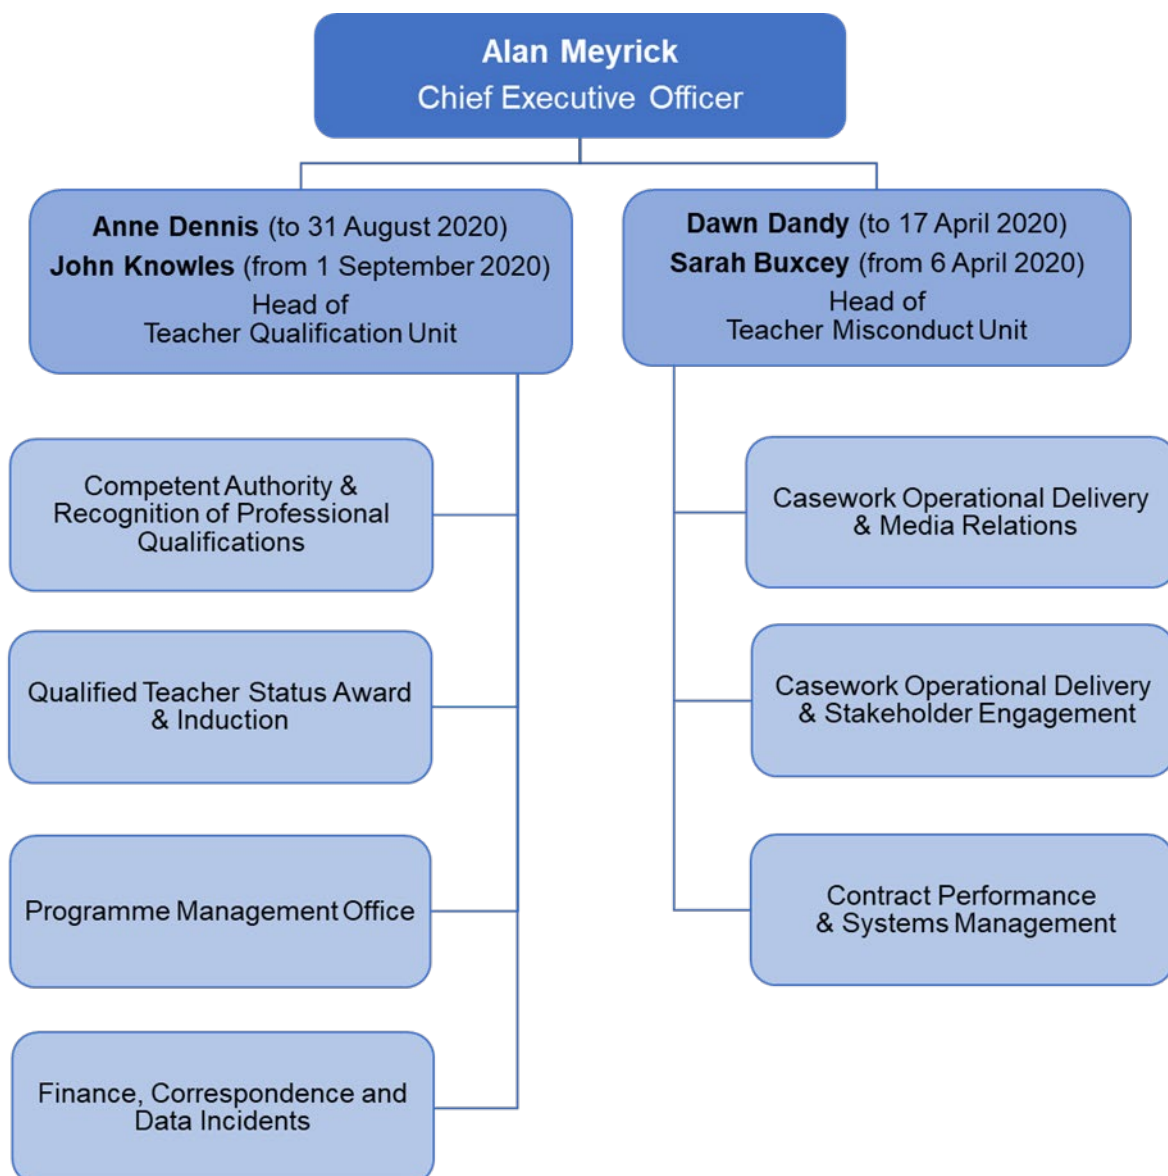 Alan Meyrick
Chief Executive Officer
Anne Dennis (to 31 August 2020)
John Knowles (from 1 September 2020)
Head of
Teacher Qualification Unit
Dawn Dandy (to 17 April 2020)
Sarah Buxcey (from 6 April 2020)
Head of
Teacher Misconduct Unit
Competent Authority &
Recognition of Professional
Qualifications
Qualified Teacher Status Award
& Induction
Programme Management Office
Finance, Correspondence and
Data Incidents
Casework Operational Delivery
& Media Relations
Casework Operational Delivery
& Stakeholder Engagement
Contract Performance
& Systems Management